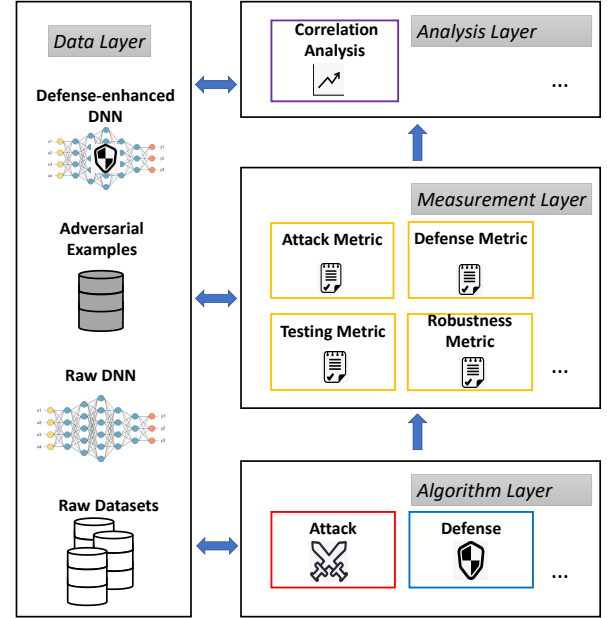 Data Layer
Defense-enhanced
DNN
Adversarial
Examples
Raw DNN
Raw Datasets
Analysis Layer
Correlation
Analysis
...
Measurement Layer
Attack Metric
Defense Metric
Testing Metric
Robustness
Metric
...
Algorithm Layer
Attack
Defense
...